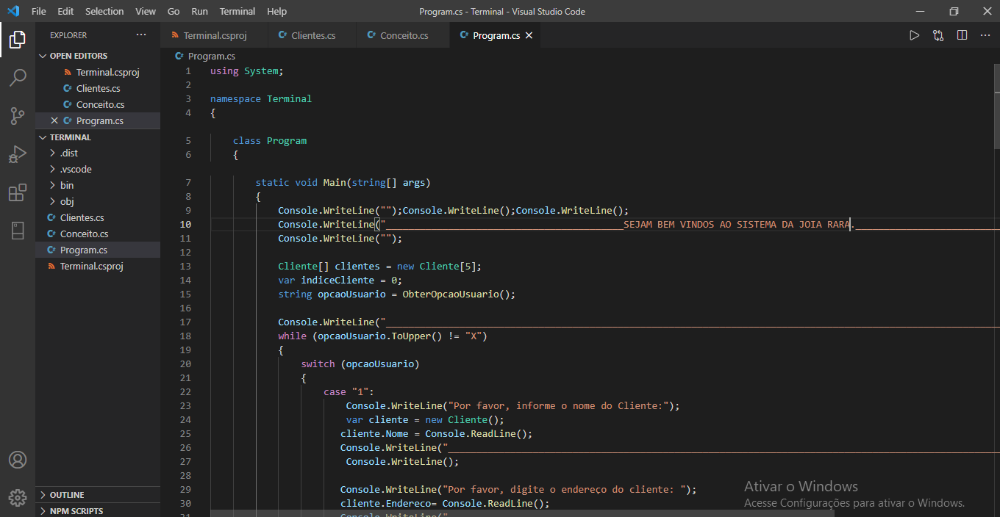 File Edit Selection View Go Run Terminal Help Program.cs - Terminal - Visual Studio Code
EXPLORER
OPEN EDITORS
Terminal.csproj
Clientes.cs
Conceito.cs
Program.cs
TERMINAL
.dist
.vscode
bin
obj
Clientes.cs
Conceito.cs
Program.cs
Terminal.csproj
OUTLINE
NPM SCRIPTS
Terminal.csproj Clientes.cs Conceito.cs Program.cs
Program.cs
1 using System;
2
3 namespace Terminal
4 {
5 class Program
6 {
7 static void Main(string[] args)
8 {
9 Console.WriteLine("");Console.WriteLine();Console.WriteLine();
10 Console.WriteLine("__________________________________________SEJAM BEM VINDOS AO SISTEMA DA JOIA RARA.__________________________
11 Console.WriteLine("");
12
13 Cliente[] clientes = new Cliente[5];
14 var indiceCliente = 0;
15 string opcaoUsuario = ObterOpcaoUsuario();
16
17 Console.WriteLine("____________________________________________________________________________________________________________
18 while (opcaoUsuario.ToUpper() != "X")
19 {
20 switch (opcaoUsuario)
21 {
22 case "1":
23 Console.WriteLine("Por favor, informe o nome do Cliente:");
24 var cliente = new Cliente();
25 cliente.Nome = Console.ReadLine();
26 Console.WriteLine("_________________________________________________________________________________________________
27 Console.WriteLine();
28
29 Console.WriteLine("Por favor, digite o endereço do cliente: ");
30 cliente.Endereco= Console.ReadLine();
31 Console.WriteLine("
Ativar o Windows
Acesse Configurações para ativar o Windows.